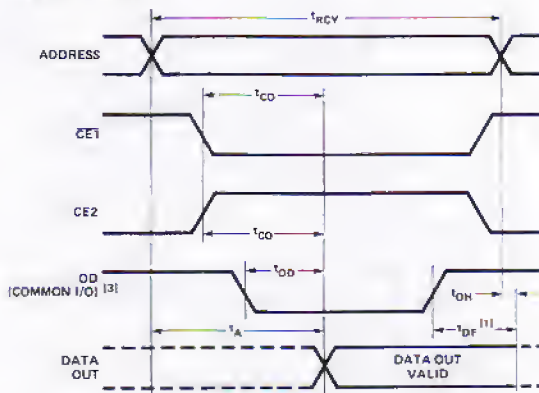 tRCY
ADDRESS
tCO
CE1
CE2
tCO
OD
(COMMON I/O) [3]
tOD
tOH
tA
tDF [1]
DATA
OUT
DATA OUT
VALID